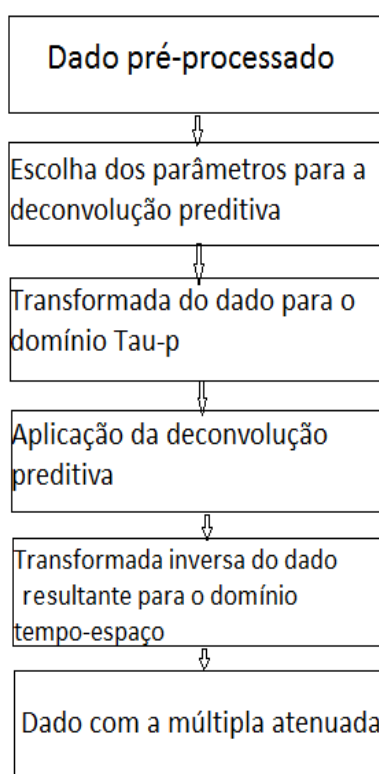 Dado pré-processado
Escolha dos parâmetros para a
deconvolução preditiva
Transformada do dado para o
domínio Tau-p
Aplicação da deconvolução
preditiva
Transformada inversa do dado
resultante para o domínio
tempo-espaço
Dado com a múltipla atenuada